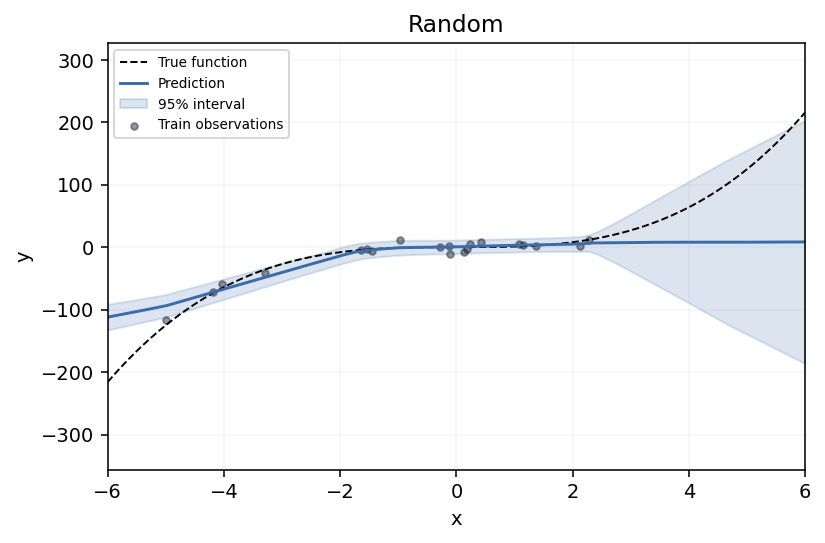 Random
True function
Prediction
95% interval
Train observations
300
200
100
0
−100
−200
−300
y
−6
−4
−2
0
2
4
6
x